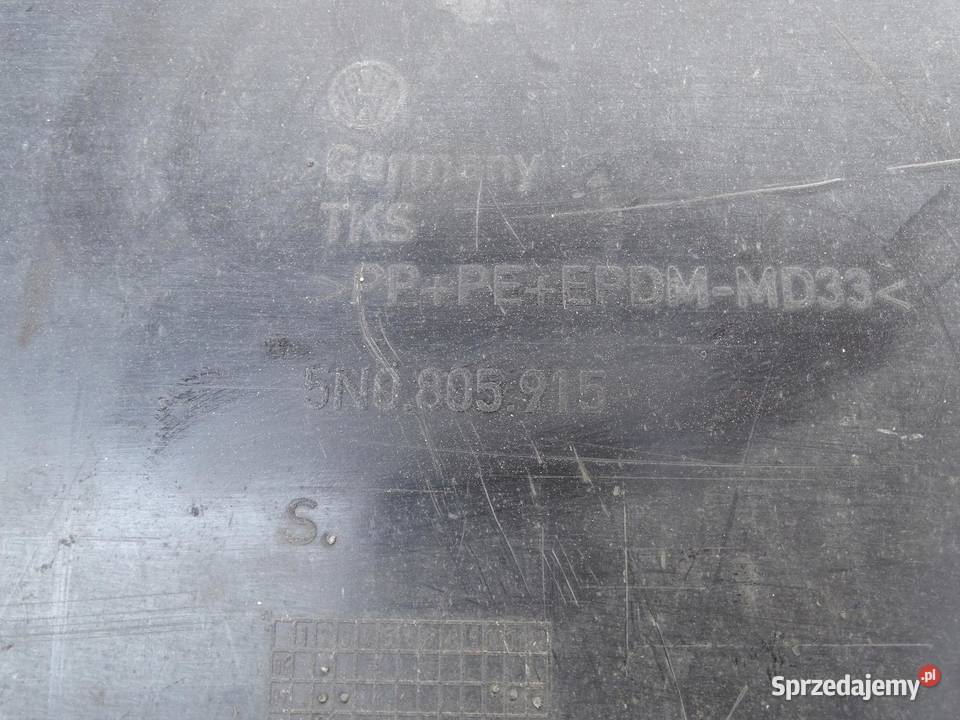 Germany
TKS
>PP+PE+EPDM-MD33<
5N0.805.915
S.
Sprzedajemy.pl